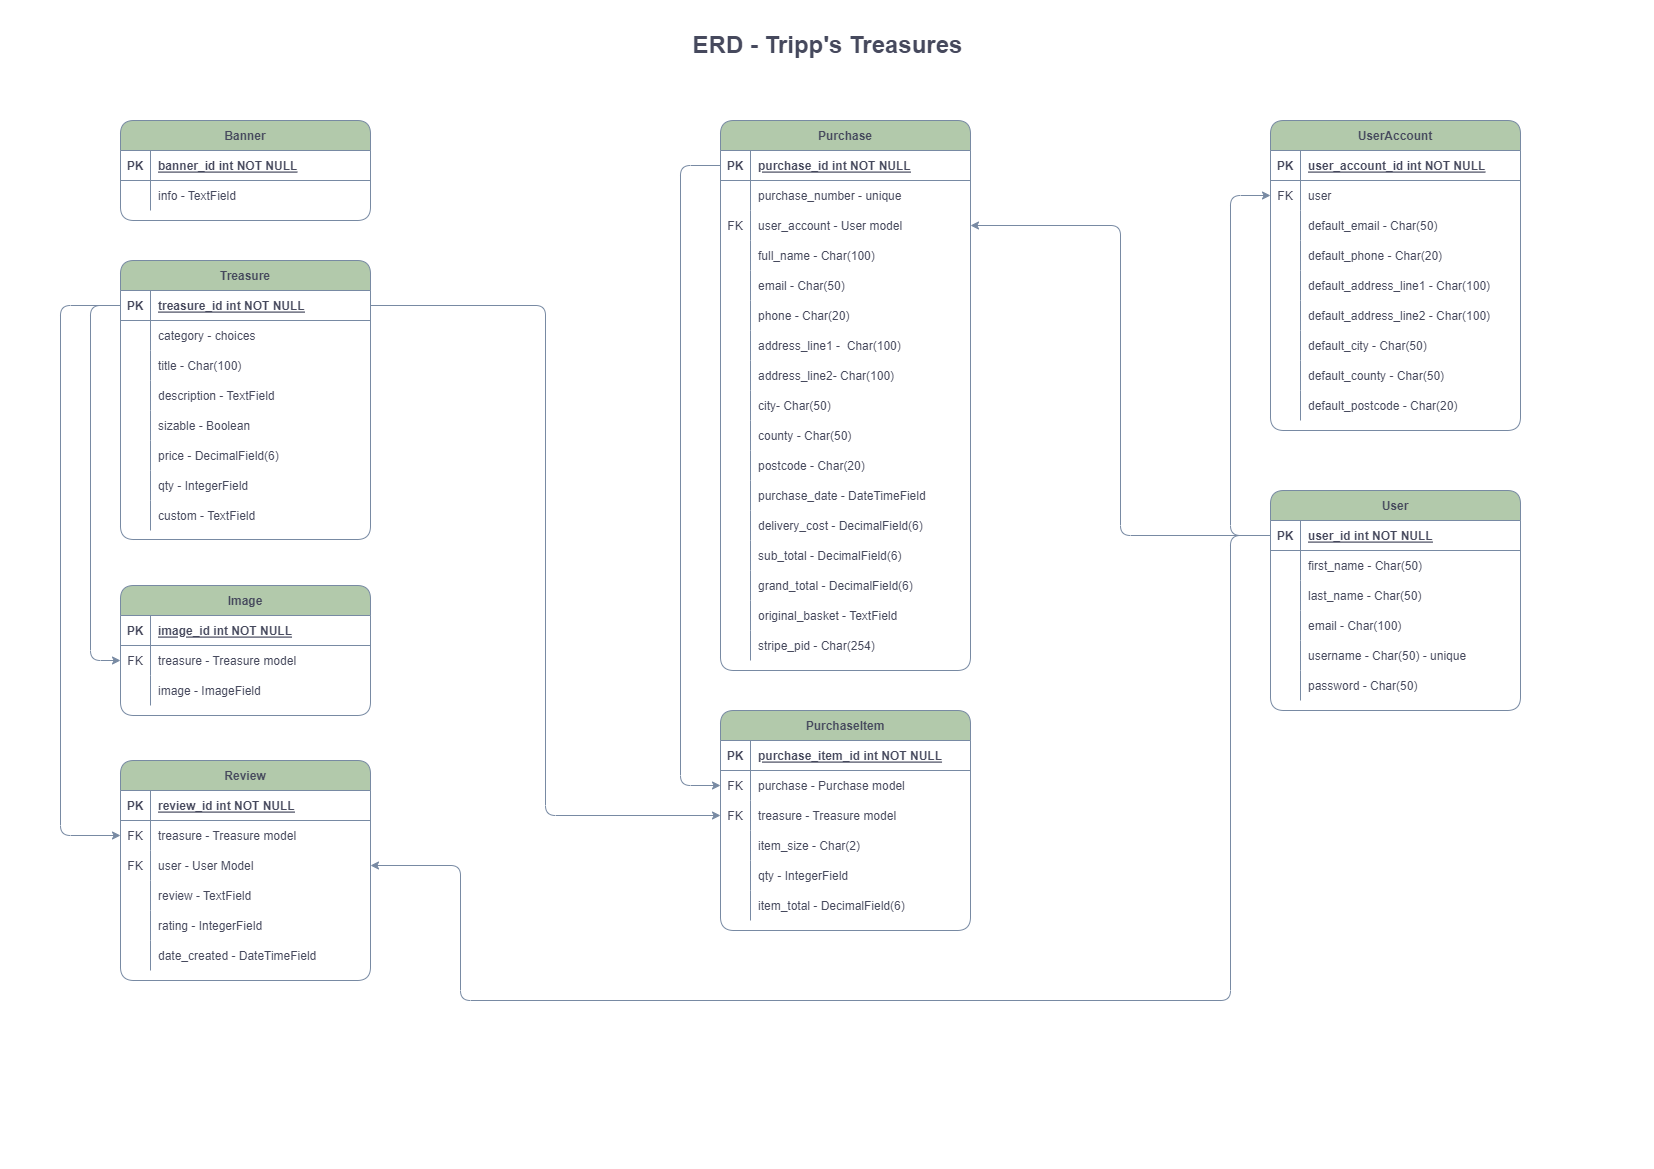 ERD - Tripp's Treasures
Banner
PK banner_id int NOT NULL
info - TextField
Treasure
PK treasure_id int NOT NULL
category - choices
title - Char(100)
description - TextField
sizable - Boolean
price - DecimalField(6)
qty - IntegerField
custom - TextField
Image
PK image_id int NOT NULL
FK treasure - Treasure model
image - ImageField
Review
PK review_id int NOT NULL
FK treasure - Treasure model
FK user - User Model
review - TextField
rating - IntegerField
date_created - DateTimeField
Purchase
PK purchase_id int NOT NULL
purchase_number - unique
FK user_account - User model
full_name - Char(100)
email - Char(50)
phone - Char(20)
address_line1 -  Char(100)
address_line2- Char(100)
city- Char(50)
county - Char(50)
postcode - Char(20)
purchase_date - DateTimeField
delivery_cost - DecimalField(6)
sub_total - DecimalField(6)
grand_total - DecimalField(6)
original_basket - TextField
stripe_pid - Char(254)
PurchaseItem
PK purchase_item_id int NOT NULL
FK purchase - Purchase model
FK treasure - Treasure model
item_size - Char(2)
qty - IntegerField
item_total - DecimalField(6)
UserAccount
PK user_account_id int NOT NULL
FK user
default_email - Char(50)
default_phone - Char(20)
default_address_line1 - Char(100)
default_address_line2 - Char(100)
default_city - Char(50)
default_county - Char(50)
default_postcode - Char(20)
User
PK user_id int NOT NULL
first_name - Char(50)
last_name - Char(50)
email - Char(100)
username - Char(50) - unique
password - Char(50)